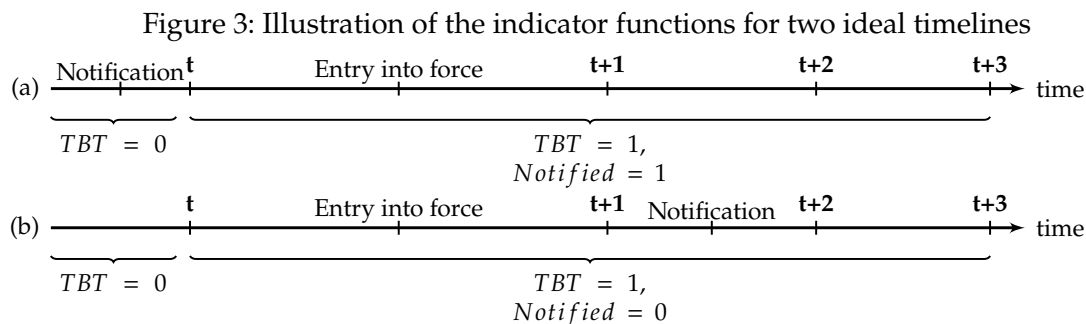 Figure 3: Illustration of the indicator functions for two ideal timelines
Notification t Entry into force t+1 t+2 t+3
(a) time
TBT = 0 TBT = 1,
Notified = 1
t Entry into force t+1 Notification t+2 t+3
(b) time
TBT = 0 TBT = 1,
Notified = 0